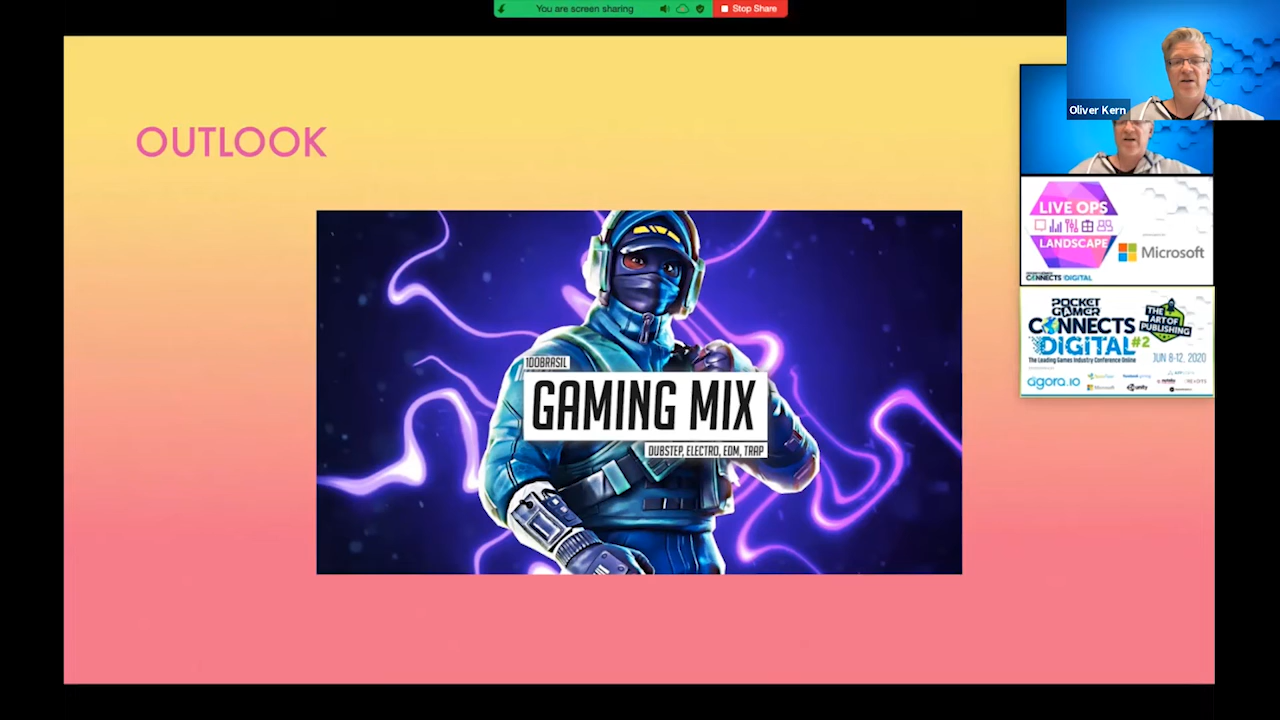 You are screen sharing
Stop Share
Oliver Kern
OUTLOOK
100BRASIL
GAMING MIX
DUBSTEP, ELECTRO, EDM, TRAP
LIVE OPS
LANDSCAPE
Microsoft
CONNECTS DIGITAL
POCKET
GAMER
CONNECTS
DIGITAL #2
The Leading Games Industry Conference Online
THE
ART OF
PUBLISHING
JUN 8-12, 2020
agora.io
Microsoft
unity